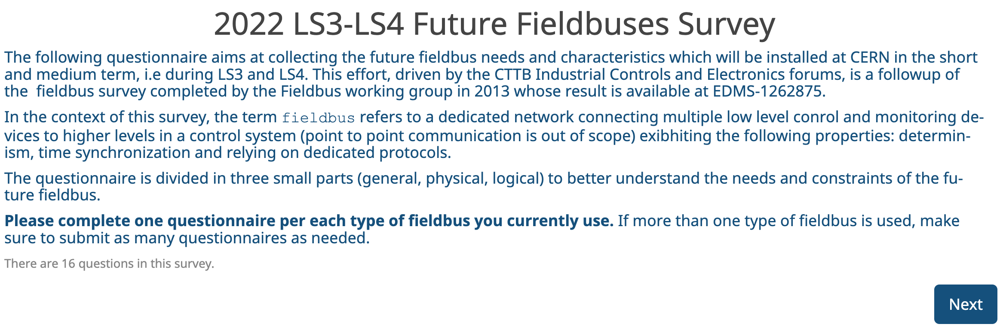 2022 LS3-LS4 Future Fieldbuses Survey
The following questionnaire aims at collecting the future fieldbus needs and characteristics which will be installed at CERN in the short
and medium term, i.e during LS3 and LS4. This effort, driven by the CTTB Industrial Controls and Electronics forums, is a followup of
the  fieldbus survey completed by the Fieldbus working group in 2013 whose result is available at EDMS-1262875.
In the context of this survey, the term fieldbus refers to a dedicated network connecting multiple low level conrol and monitoring de-
vices to higher levels in a control system (point to point communication is out of scope) exibhiting the following properties: determin-
ism, time synchronization and relying on dedicated protocols.
The questionnaire is divided in three small parts (general, physical, logical) to better understand the needs and constraints of the fu-
ture fieldbus.
Please complete one questionnaire per each type of fieldbus you currently use. If more than one type of fieldbus is used, make
sure to submit as many questionnaires as needed.
There are 16 questions in this survey.
Next